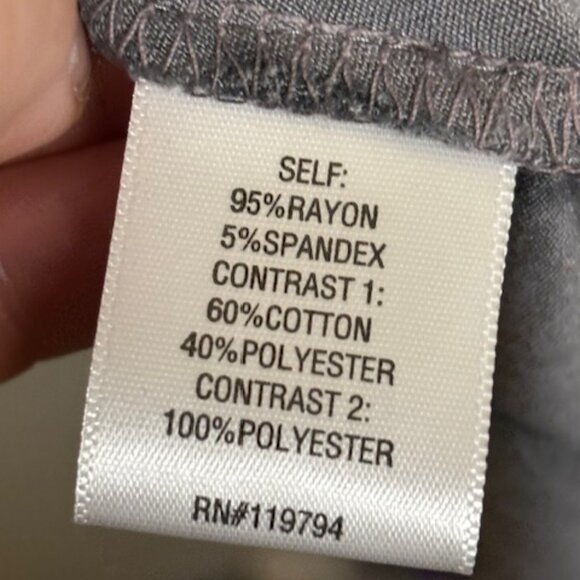 SELF:
95%RAYON
5%SPANDEX
CONTRAST 1:
60%COTTON
40%POLYESTER
CONTRAST 2:
100%POLYESTER
RN#119794